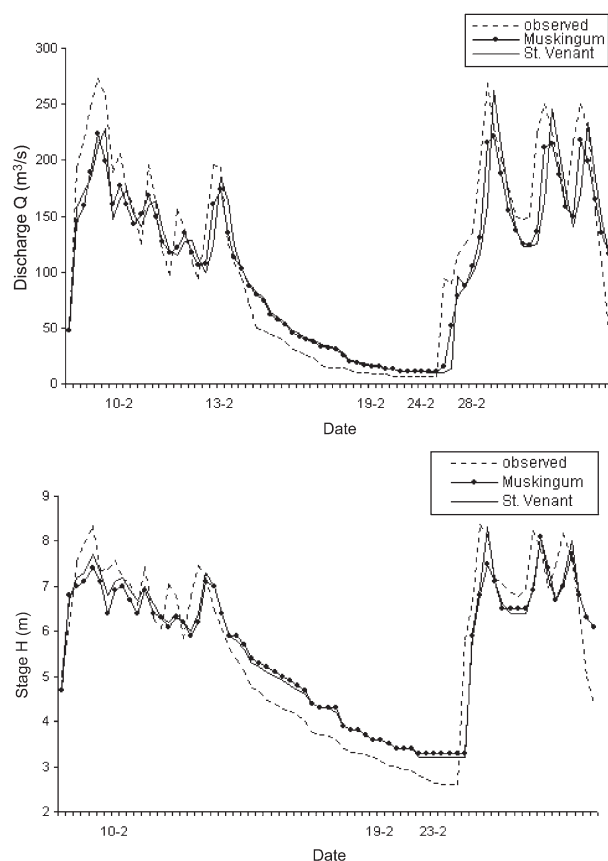 observed
Muskingum
St. Venant
300
250
200
150
100
50
0
Discharge Q (m³/s)
10-2 13-2 19-2 24-2 28-2
Date
observed
Muskingum
St. Venant
9
8
7
6
5
4
3
2
Stage H (m)
10-2 19-2 23-2
Date